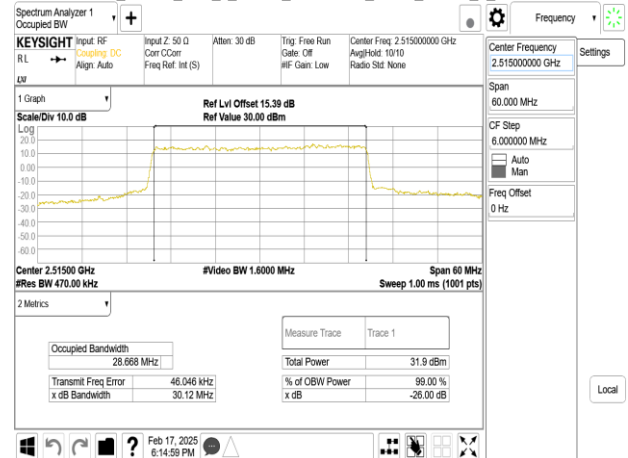 Spectrum Analyzer 1
Occupied BW
Frequency
KEYSIGHT
RL
LXI
Input: RF
Coupling: DC
Align: Auto
Input Z: 50 Ω
Corr CCorr
Freq Ref: Int (S)
Atten: 30 dB
Trig: Free Run
Gate: Off
#IF Gain: Low
Center Freq: 2.515000000 GHz
Avg|Hold: 10/10
Radio Std: None
Center Frequency
2.515000000 GHz
Settings
Span
60.000 MHz
CF Step
6.000000 MHz
Auto
Man
Freq Offset
0 Hz
Local
1 Graph
Scale/Div 10.0 dB
Ref Lvl Offset 15.39 dB
Ref Value 30.00 dBm
Log
20.0
10.0
0.00
-10.0
-20.0
-30.0
-40.0
-50.0
-60.0
Center 2.51500 GHz
#Video BW 1.6000 MHz
Span 60 MHz
#Res BW 470.00 kHz
Sweep 1.00 ms (1001 pts)
2 Metrics
Measure Trace Trace 1
Occupied Bandwidth
28.668 MHz
Total Power 31.9 dBm
Transmit Freq Error 46.046 kHz
% of OBW Power 99.00 %
x dB Bandwidth 30.12 MHz
x dB -26.00 dB
Feb 17, 2025
6:14:59 PM